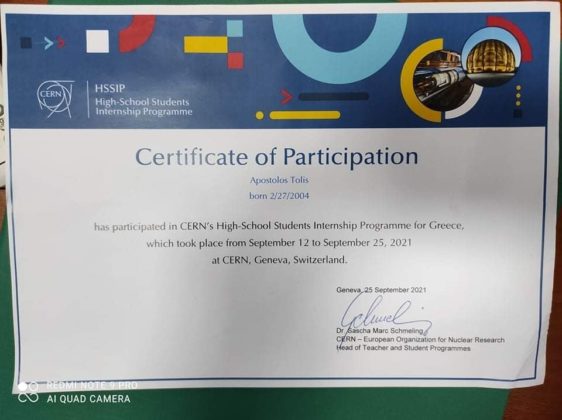 CERN
HSSIP
High-School Students
Internship Programme
Certificate of Participation
Apostolos Tolis
born 2/27/2004
has participated in CERN's High-School Students Internship Programme for Greece,
which took place from September 12 to September 25, 2021
at CERN, Geneva, Switzerland.
Geneva, 25 September 2021
Dr. Sascha Marc Schmeling
CERN – European Organization for Nuclear Research
Head of Teacher and Student Programmes
REDMI NOTE 9 PRO
AI QUAD CAMERA